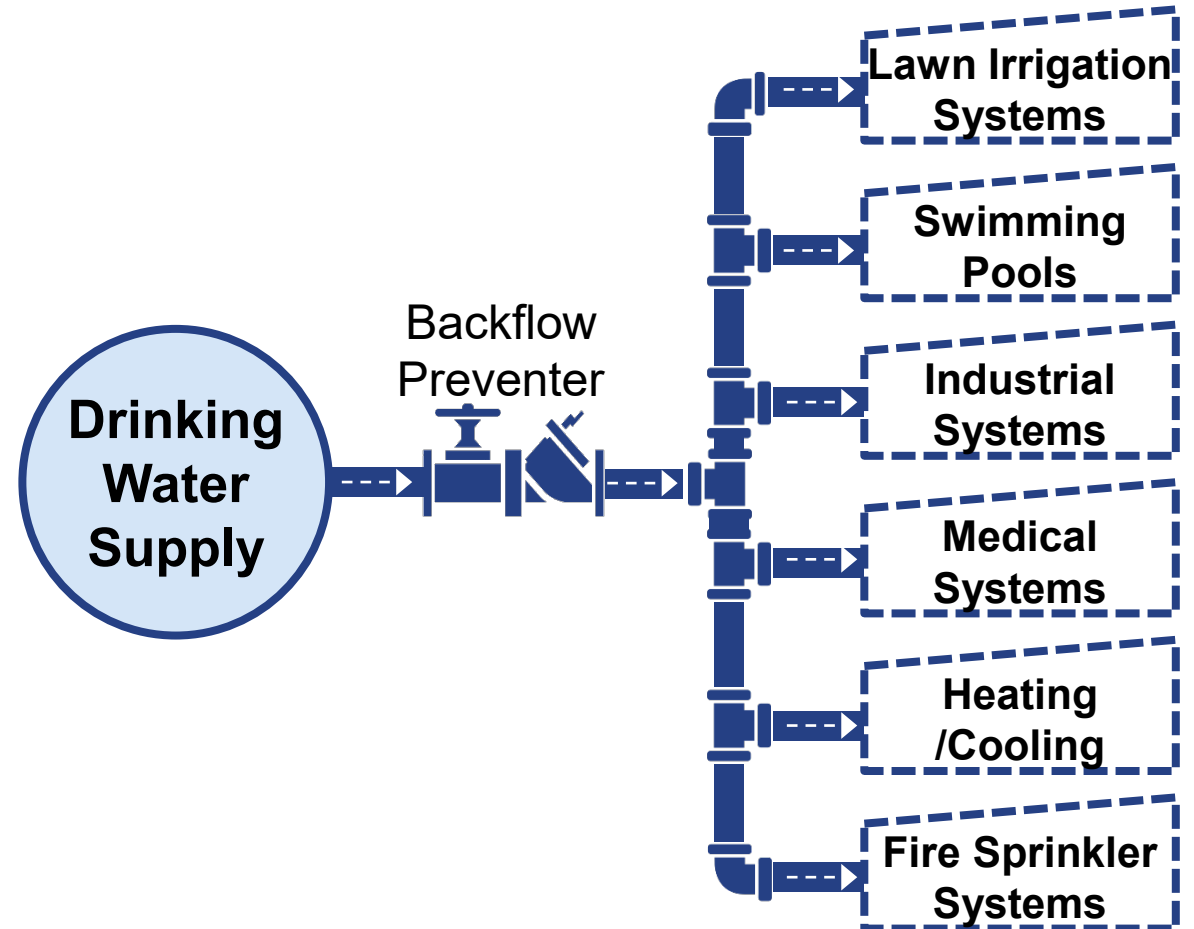 Lawn Irrigation
Systems
Swimming
Pools
Backflow
Preventer
Industrial
Systems
Drinking
Water
Supply
Medical
Systems
Heating
/Cooling
Fire Sprinkler
Systems